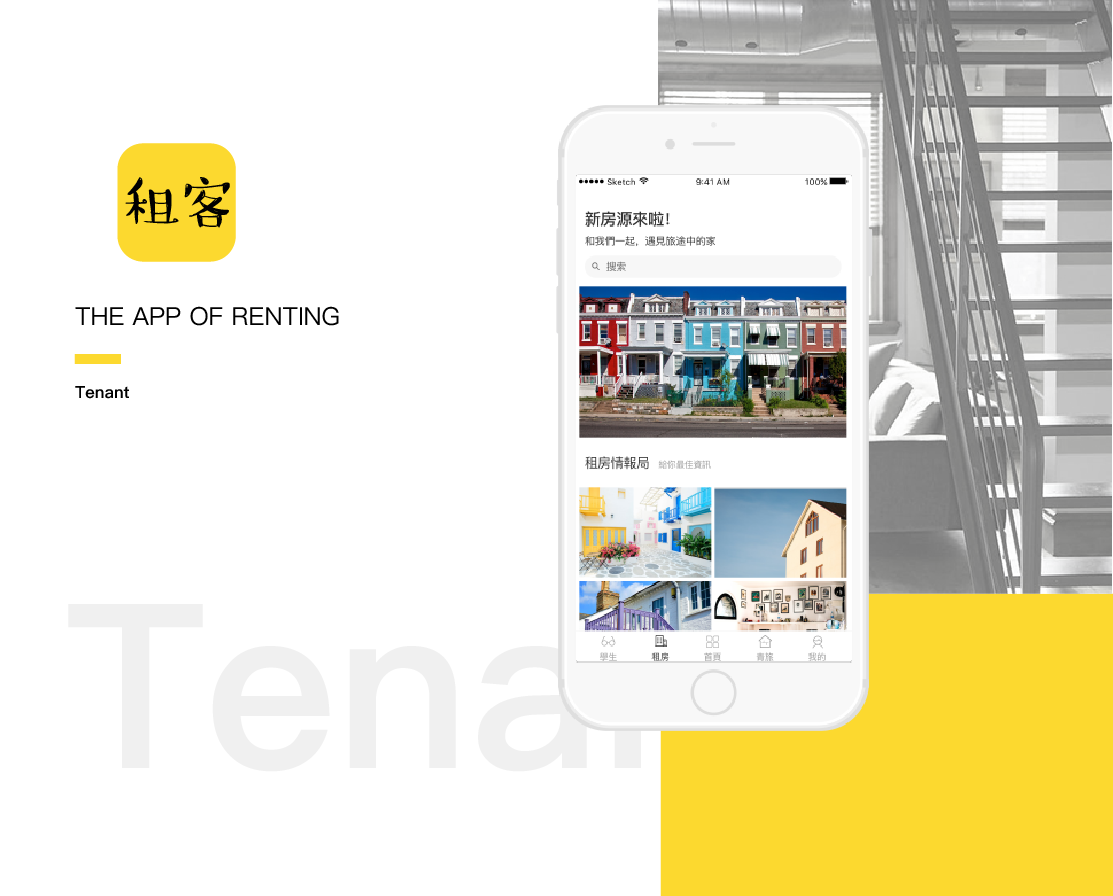 租客
THE APP OF RENTING
Tenant
Tena
Sketch 9:41 AM 100%
新房源來啦!
和我們一起，遇見旅途中的家
搜索
租房情報局 給你最佳資訊
學生 租房 首頁 青旅 我的